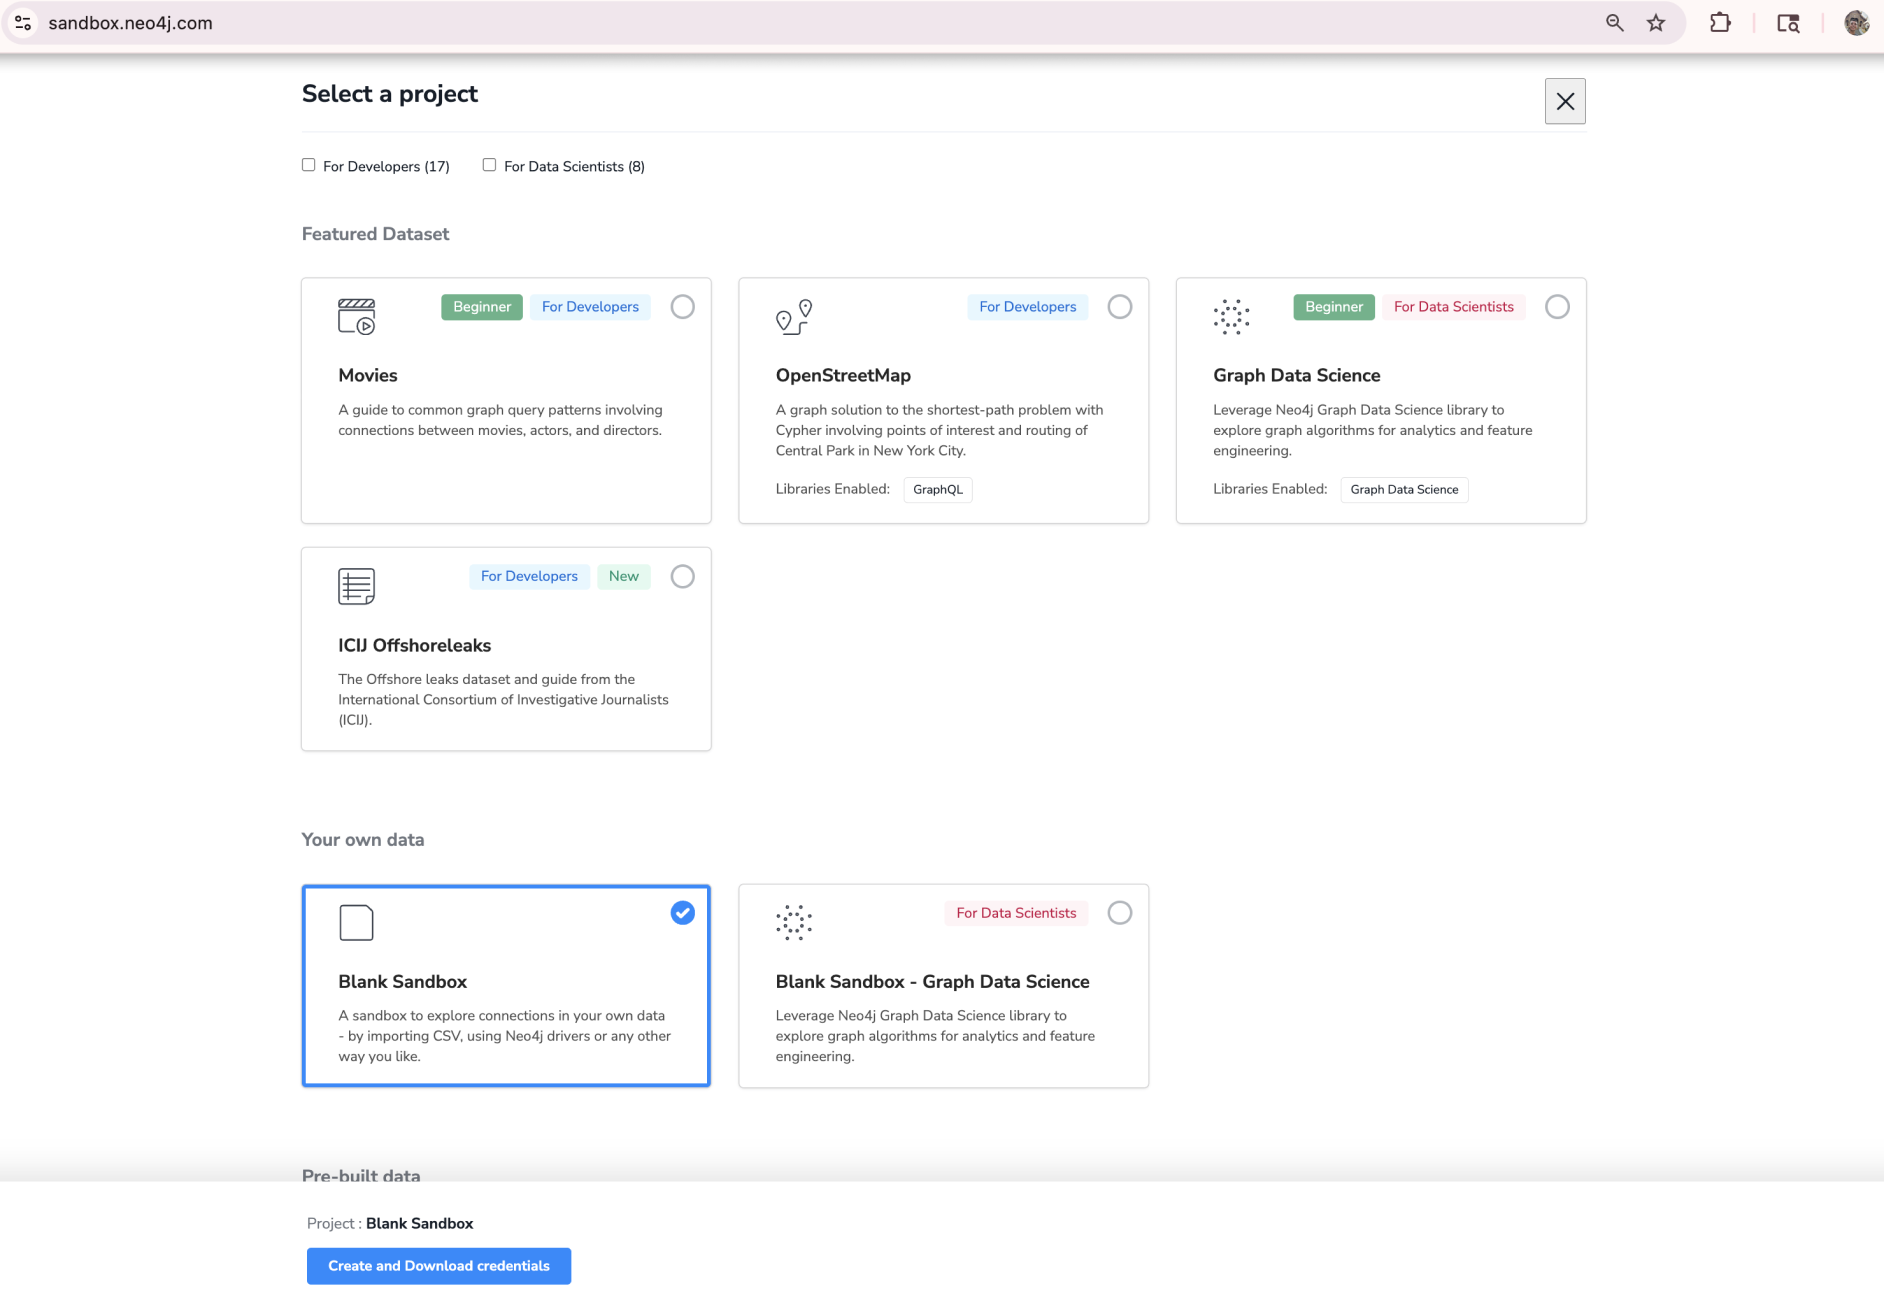 sandbox.neo4j.com
Select a project
For Developers (17)
For Data Scientists (8)
Featured Dataset
Beginner
For Developers
Movies
A guide to common graph query patterns involving
connections between movies, actors, and directors.
For Developers
OpenStreetMap
A graph solution to the shortest-path problem with
Cypher involving points of interest and routing of
Central Park in New York City.
Libraries Enabled: GraphQL
Beginner
For Data Scientists
Graph Data Science
Leverage Neo4j Graph Data Science library to
explore graph algorithms for analytics and feature
engineering.
Libraries Enabled: Graph Data Science
For Developers
New
ICIJ Offshoreleaks
The Offshore leaks dataset and guide from the
International Consortium of Investigative Journalists
(ICIJ).
Your own data
Blank Sandbox
A sandbox to explore connections in your own data
- by importing CSV, using Neo4j drivers or any other
way you like.
For Data Scientists
Blank Sandbox - Graph Data Science
Leverage Neo4j Graph Data Science library to
explore graph algorithms for analytics and feature
engineering.
Pre-built data
Project : Blank Sandbox
Create and Download credentials